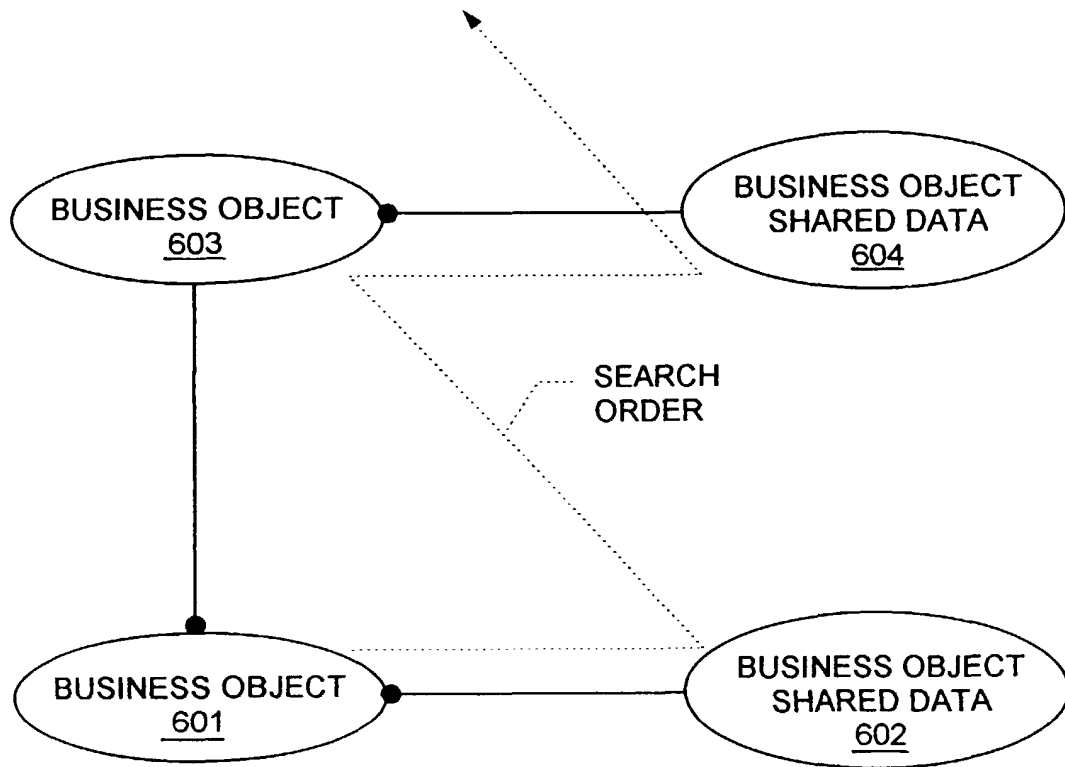 BUSINESS OBJECT
603
BUSINESS OBJECT
SHARED DATA
604
SEARCH
ORDER
BUSINESS OBJECT
601
BUSINESS OBJECT
SHARED DATA
602